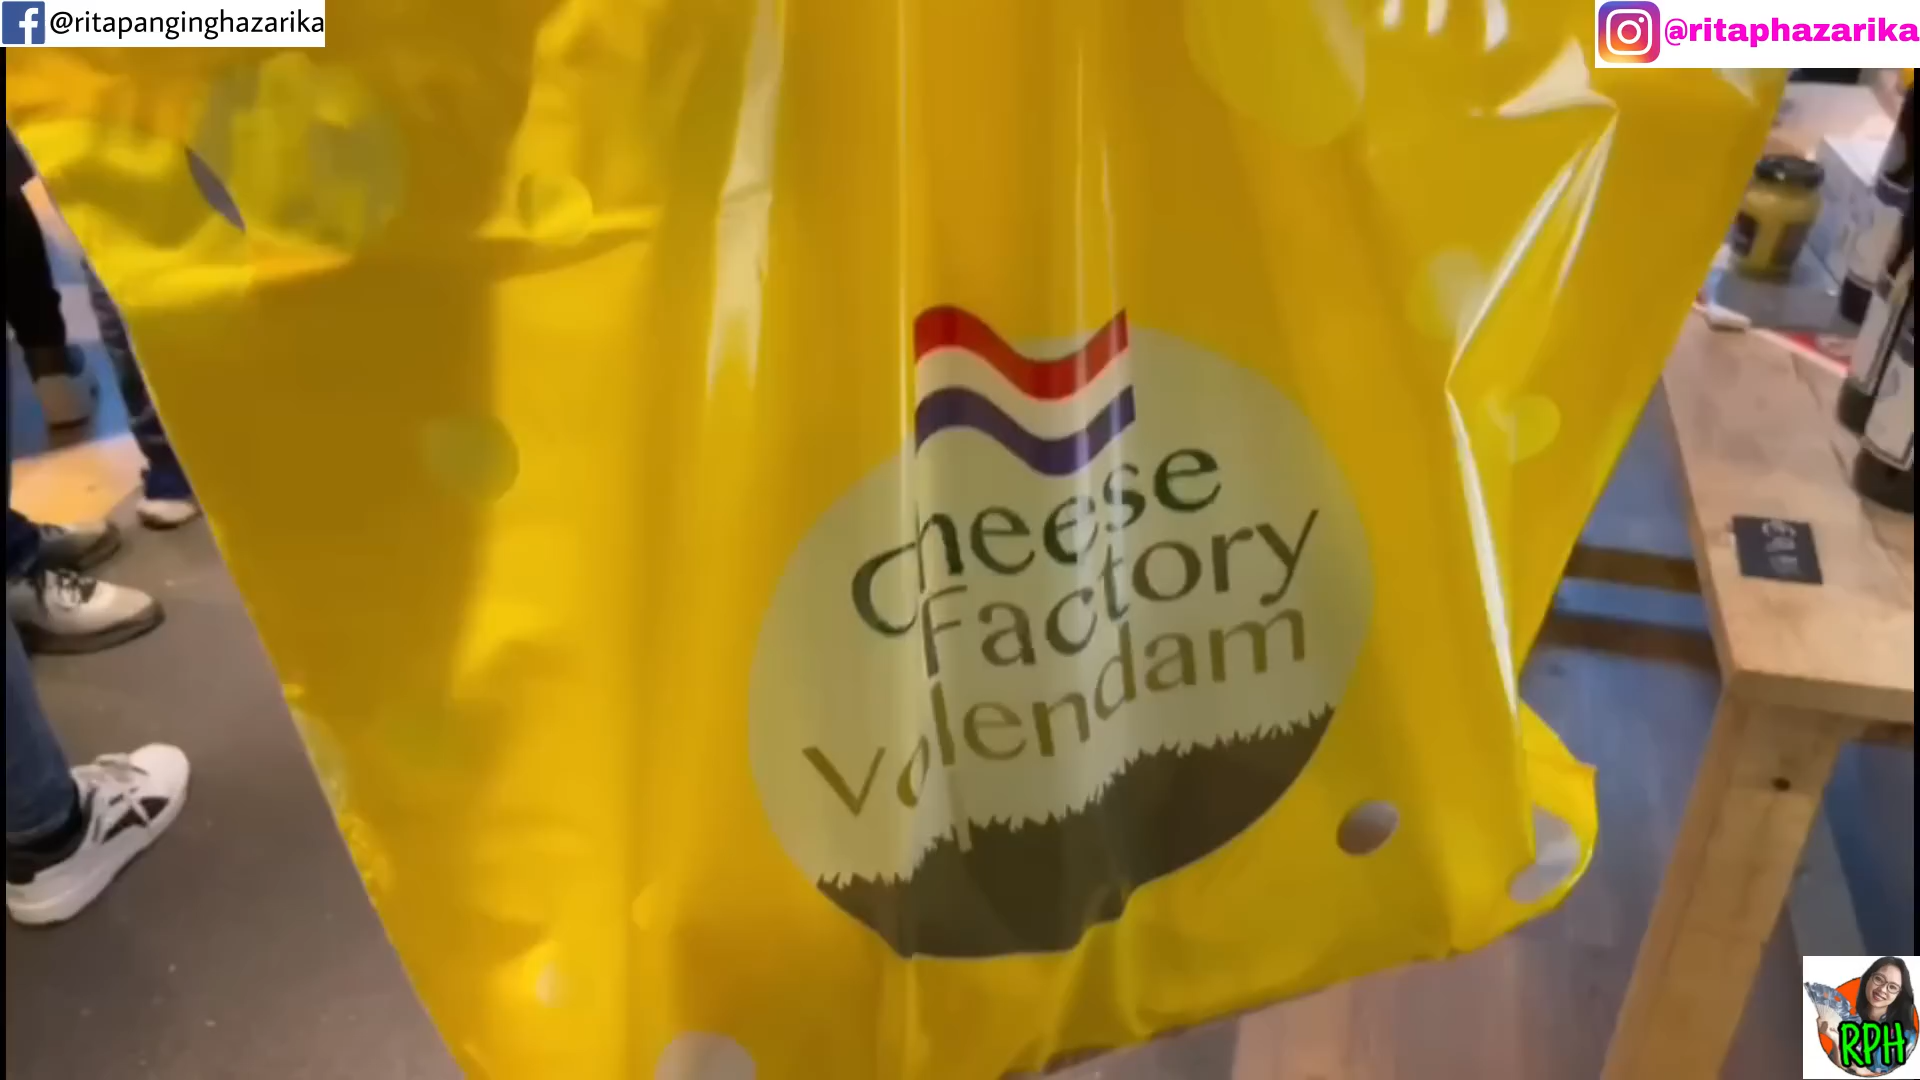 @ritapanginghazarika
@ritaphazarika
Cheese
Factory
Volendam
RPH